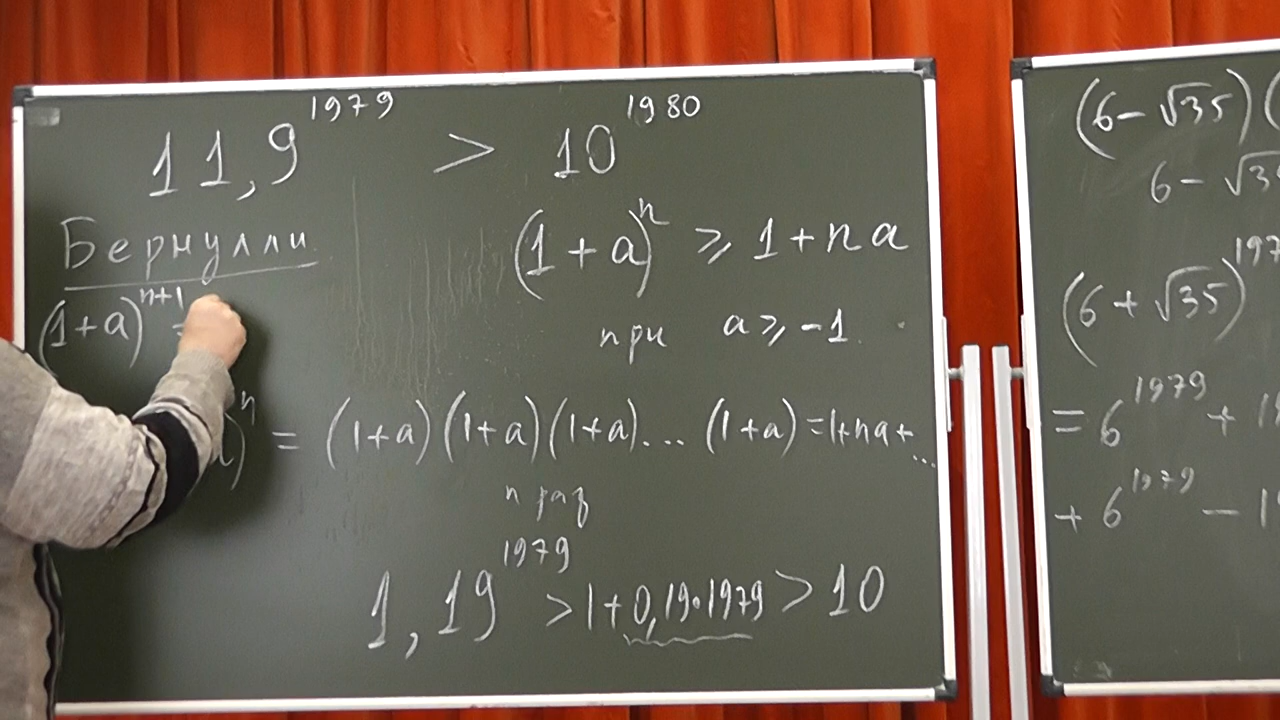 11,9^1979 > 10^1980
Бернулли
(1+a)^n ⩾ 1+na
(1+a)^n+1 =
при a ⩾ -1.
a)^n = (1+a)(1+a)(1+a)... (1+a) = 1+na+...
n раз
1,19^1979 > 1+0,19·1979 > 10
(6-√35)(
6-√3
(6+√35)^197
= 6^1979 + 1
+ 6^1979 - 1